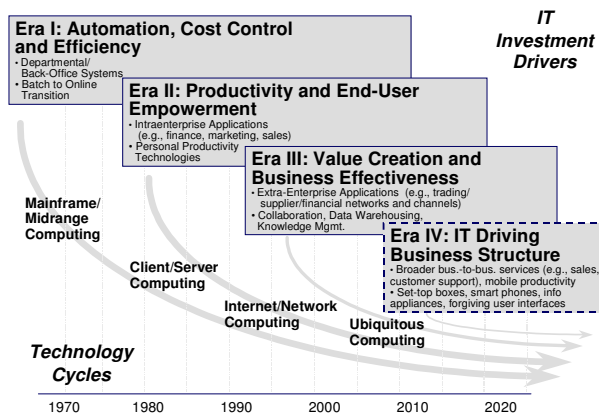 IT
Investment
Drivers
Era I: Automation, Cost Control
and Efficiency
• Departmental/
Back-Office Systems
• Batch to Online
Transition
Era II: Productivity and End-User
Empowerment
• Intraenterprise Applications
(e.g., finance, marketing, sales)
• Personal Productivity
Technologies
Era III: Value Creation and
Business Effectiveness
• Extra-Enterprise Applications (e.g., trading/
supplier/financial networks and channels)
• Collaboration, Data Warehousing,
Knowledge Mgmt.
Era IV: IT Driving
Business Structure
• Broader bus.-to-bus. services (e.g., sales,
customer support), mobile productivity
• Set-top boxes, smart phones, info
appliances, forgiving user interfaces
Mainframe/
Midrange
Computing
Client/Server
Computing
Internet/Network
Computing
Ubiquitous
Computing
Technology
Cycles
1970 1980 1990 2000 2010 2020